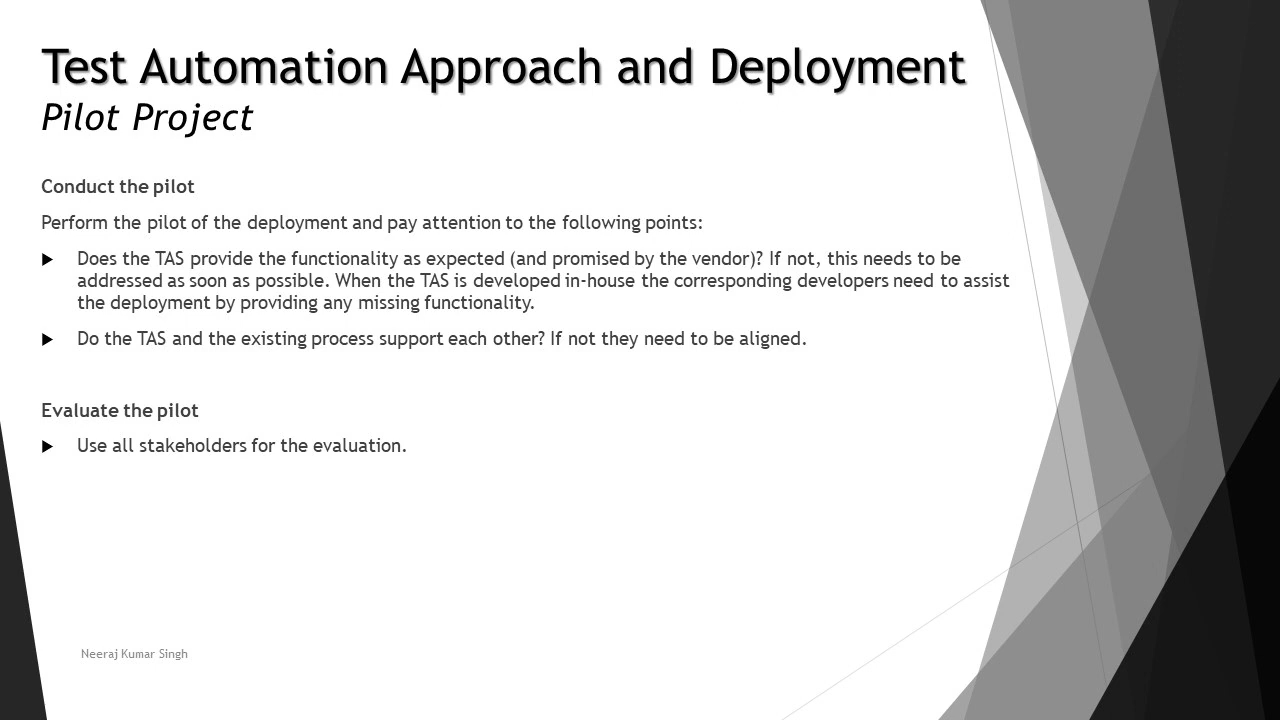 Test Automation Approach and Deployment
Pilot Project
Conduct the pilot
Perform the pilot of the deployment and pay attention to the following points:
Does the TAS provide the functionality as expected (and promised by the vendor)? If not, this needs to be
addressed as soon as possible. When the TAS is developed in-house the corresponding developers need to assist
the deployment by providing any missing functionality.
Do the TAS and the existing process support each other? If not they need to be aligned.
Evaluate the pilot
Use all stakeholders for the evaluation.
Neeraj Kumar Singh